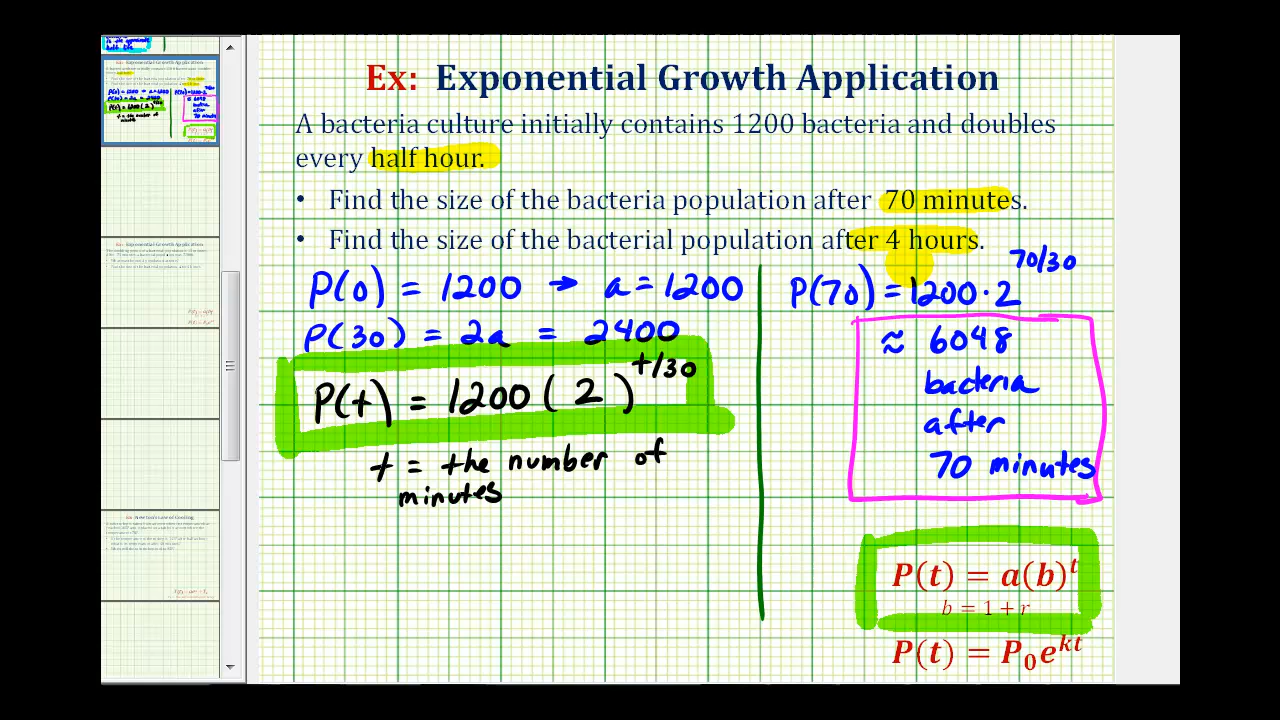 Ex: Exponential Growth Application
A bacteria culture initially contains 1200 bacteria and doubles
every half hour.
• Find the size of the bacteria population after 70 minutes.
• Find the size of the bacterial population after 4 hours.
P(0) = 1200 → a = 1200
P(30) = 2a = 2400
P(t) = 1200(2)^{t/30}
t = the number of
minutes
P(70) = 1200·2^{70/30}
≈ 6048
bacteria
after
70 minutes
P(t) = a(b)^t
b = 1 + r
P(t) = P₀e^{kt}